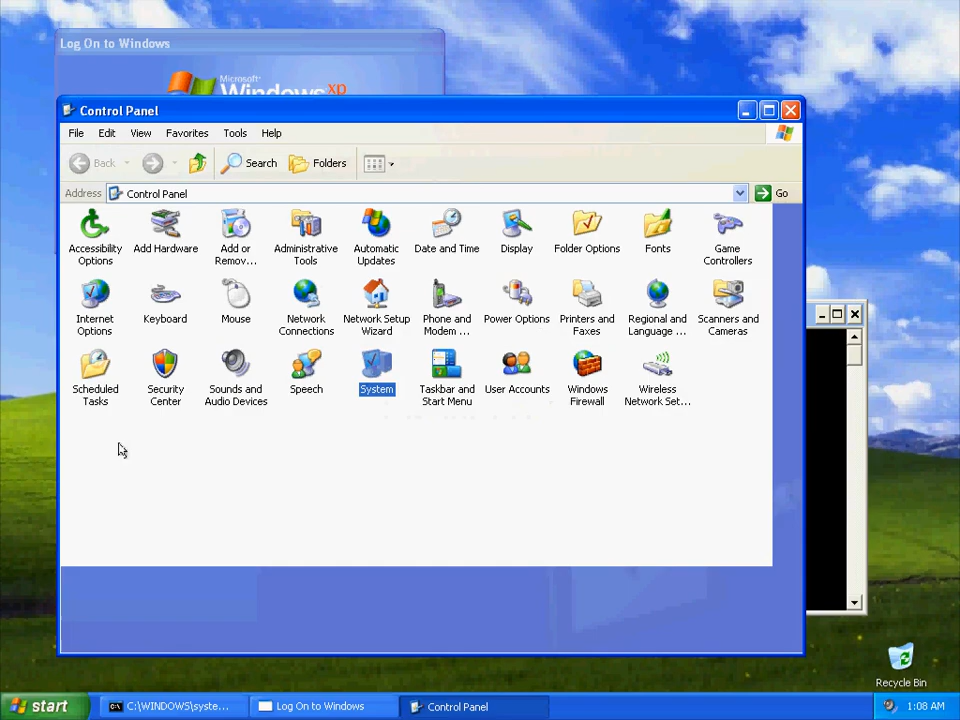 Log On to Windows
Microsoft
Windows xp
Control Panel
File Edit View Favorites Tools Help
Back Search Folders
Address Control Panel Go
Accessibility Options
Add Hardware
Add or Remov...
Administrative Tools
Automatic Updates
Date and Time
Display
Folder Options
Fonts
Game Controllers
Internet Options
Keyboard
Mouse
Network Connections
Network Setup Wizard
Phone and Modem ...
Power Options
Printers and Faxes
Regional and Language ...
Scanners and Cameras
Scheduled Tasks
Security Center
Sounds and Audio Devices
Speech
System
Taskbar and Start Menu
User Accounts
Windows Firewall
Wireless Network Set...
Recycle Bin
start C:\WINDOWS\syste... Log On to Windows Control Panel 1:08 AM